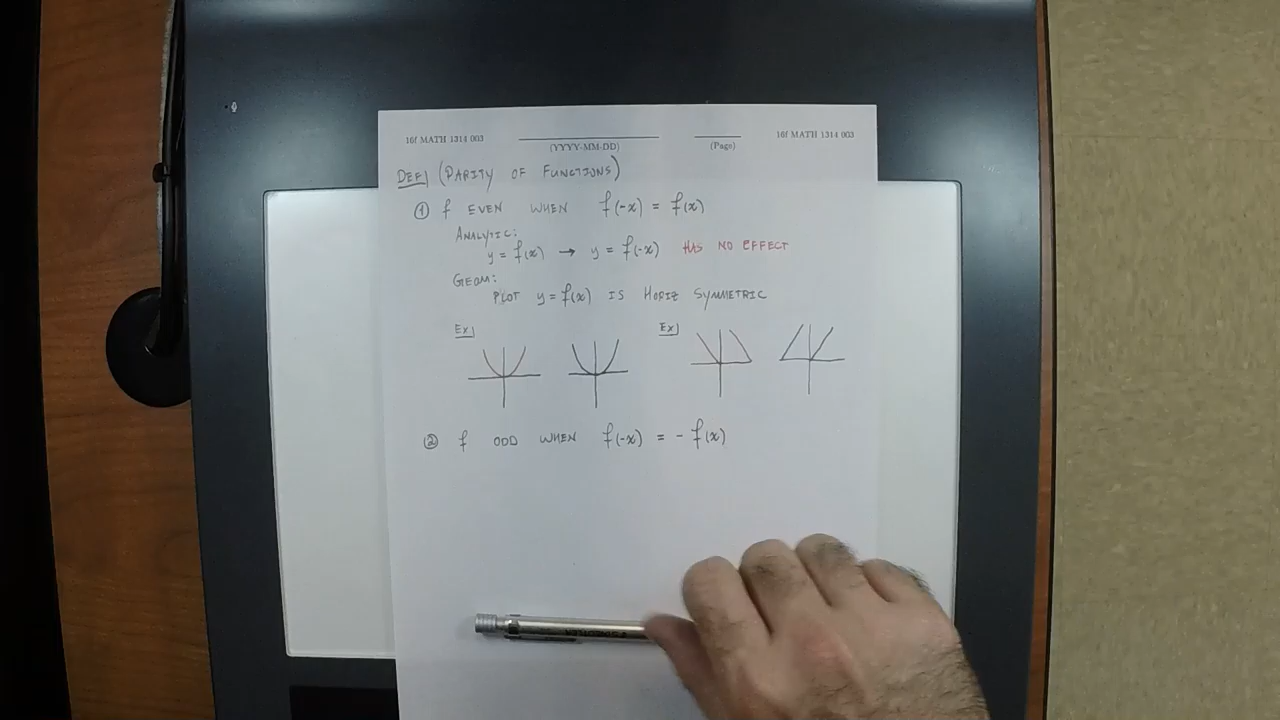 16f MATH 1314 003 (YYYY-MM-DD) (Page) 16f MATH 1314 003
DEF (PARITY OF FUNCTIONS)
① f EVEN WHEN f(-x) = f(x)
ANALYTIC:
y = f(x) → y = f(-x) HAS NO EFFECT
GEOM:
PLOT y = f(x) IS HORIZ SYMMETRIC
EX EX
② f ODD WHEN f(-x) = - f(x)
STAEDTLER